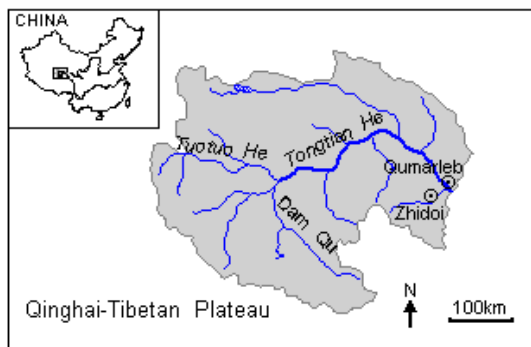 CHINA
Tuotuo He
Tongtian He
Qumarleb
Zhidoi
Dam Qu
Qinghai-Tibetan Plateau
N
100km